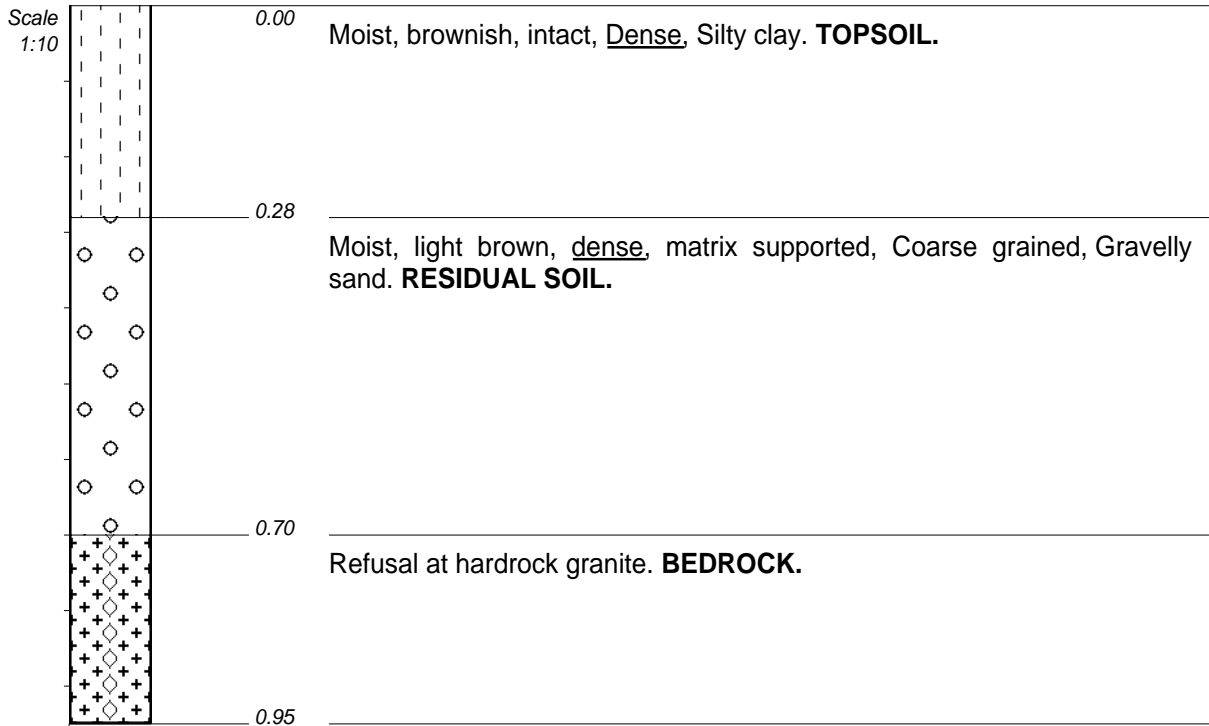 Scale
1:10
0.00
Moist, brownish, intact, Dense, Silty clay. TOPSOIL.
0.28
Moist, light brown, dense, matrix supported, Coarse grained, Gravelly
sand. RESIDUAL SOIL.
0.70
Refusal at hardrock granite. BEDROCK.
0.95